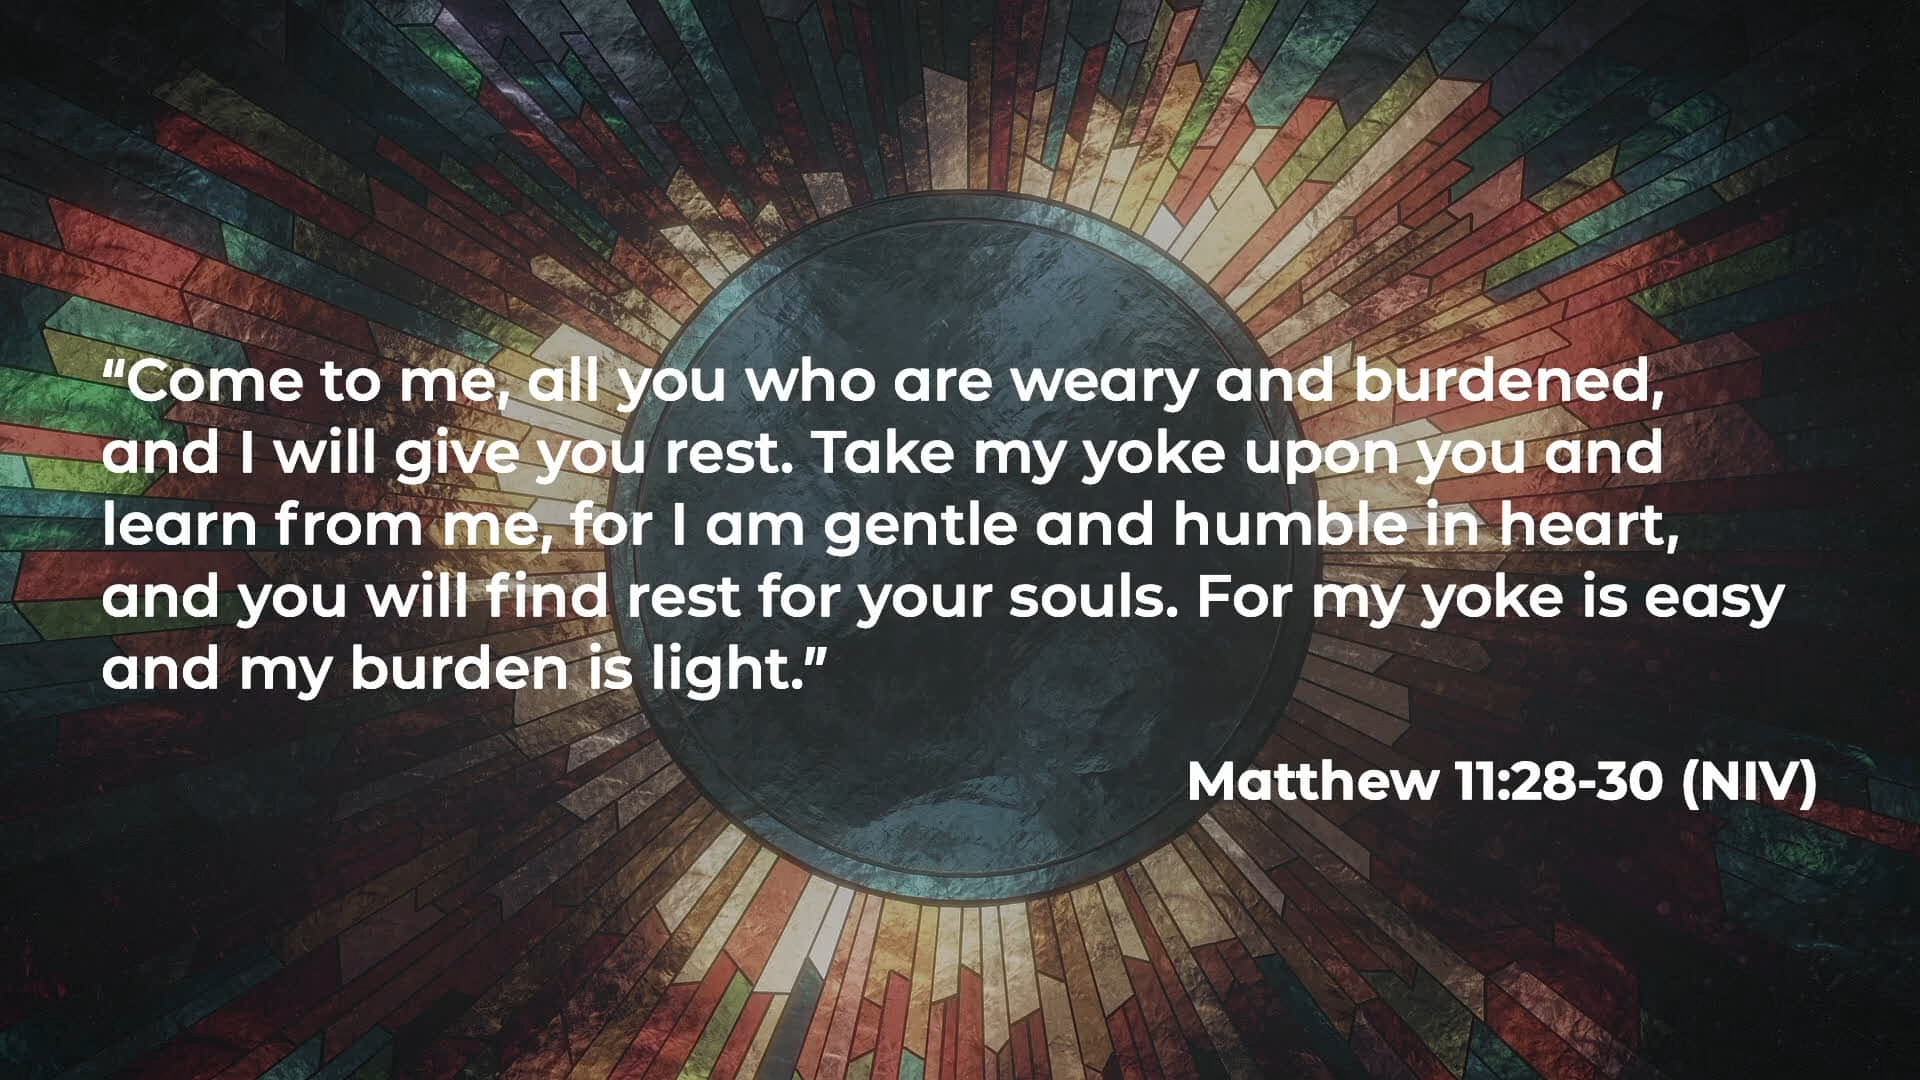 "Come to me, all you who are weary and burdened,
and I will give you rest. Take my yoke upon you and
learn from me, for I am gentle and humble in heart,
and you will find rest for your souls. For my yoke is easy
and my burden is light."
Matthew 11:28-30 (NIV)